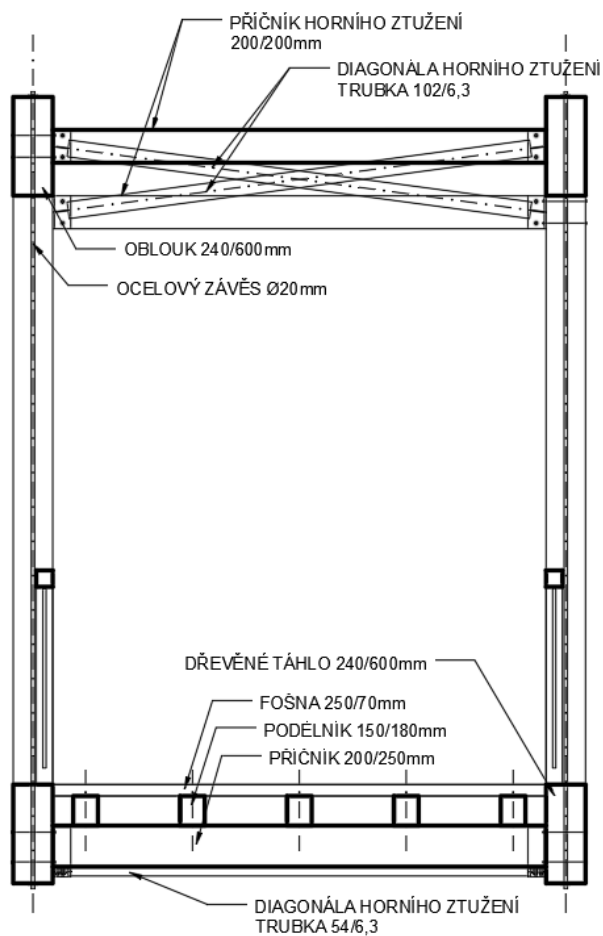 PŘÍČNÍK HORNÍHO ZTUŽENÍ
200/200mm
DIAGONÁLA HORNÍHO ZTUŽENÍ
TRUBKA 102/6,3
OBLOUK 240/600mm
OCELOVÝ ZÁVĚS Ø20mm
DŘEVĚNÉ TÁHLO 240/600mm
FOŠNA 250/70mm
PODÉLNÍK 150/180mm
PŘÍČNÍK 200/250mm
DIAGONÁLA HORNÍHO ZTUŽENÍ
TRUBKA 54/6,3